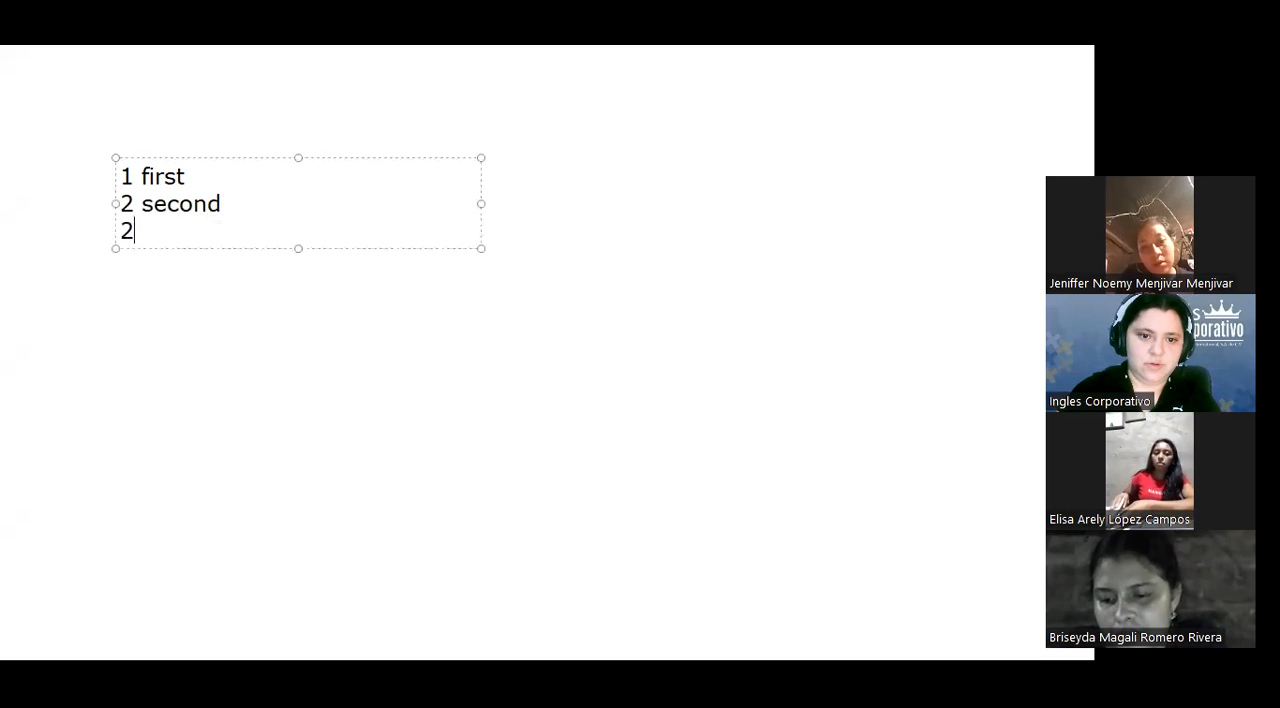 1 first
2 second
2
Jeniffer Noemy Menjivar Menjivar
S
porativo
Ingles Corporativo
Elisa Arely López Campos
Briseyda Magali Romero Rivera